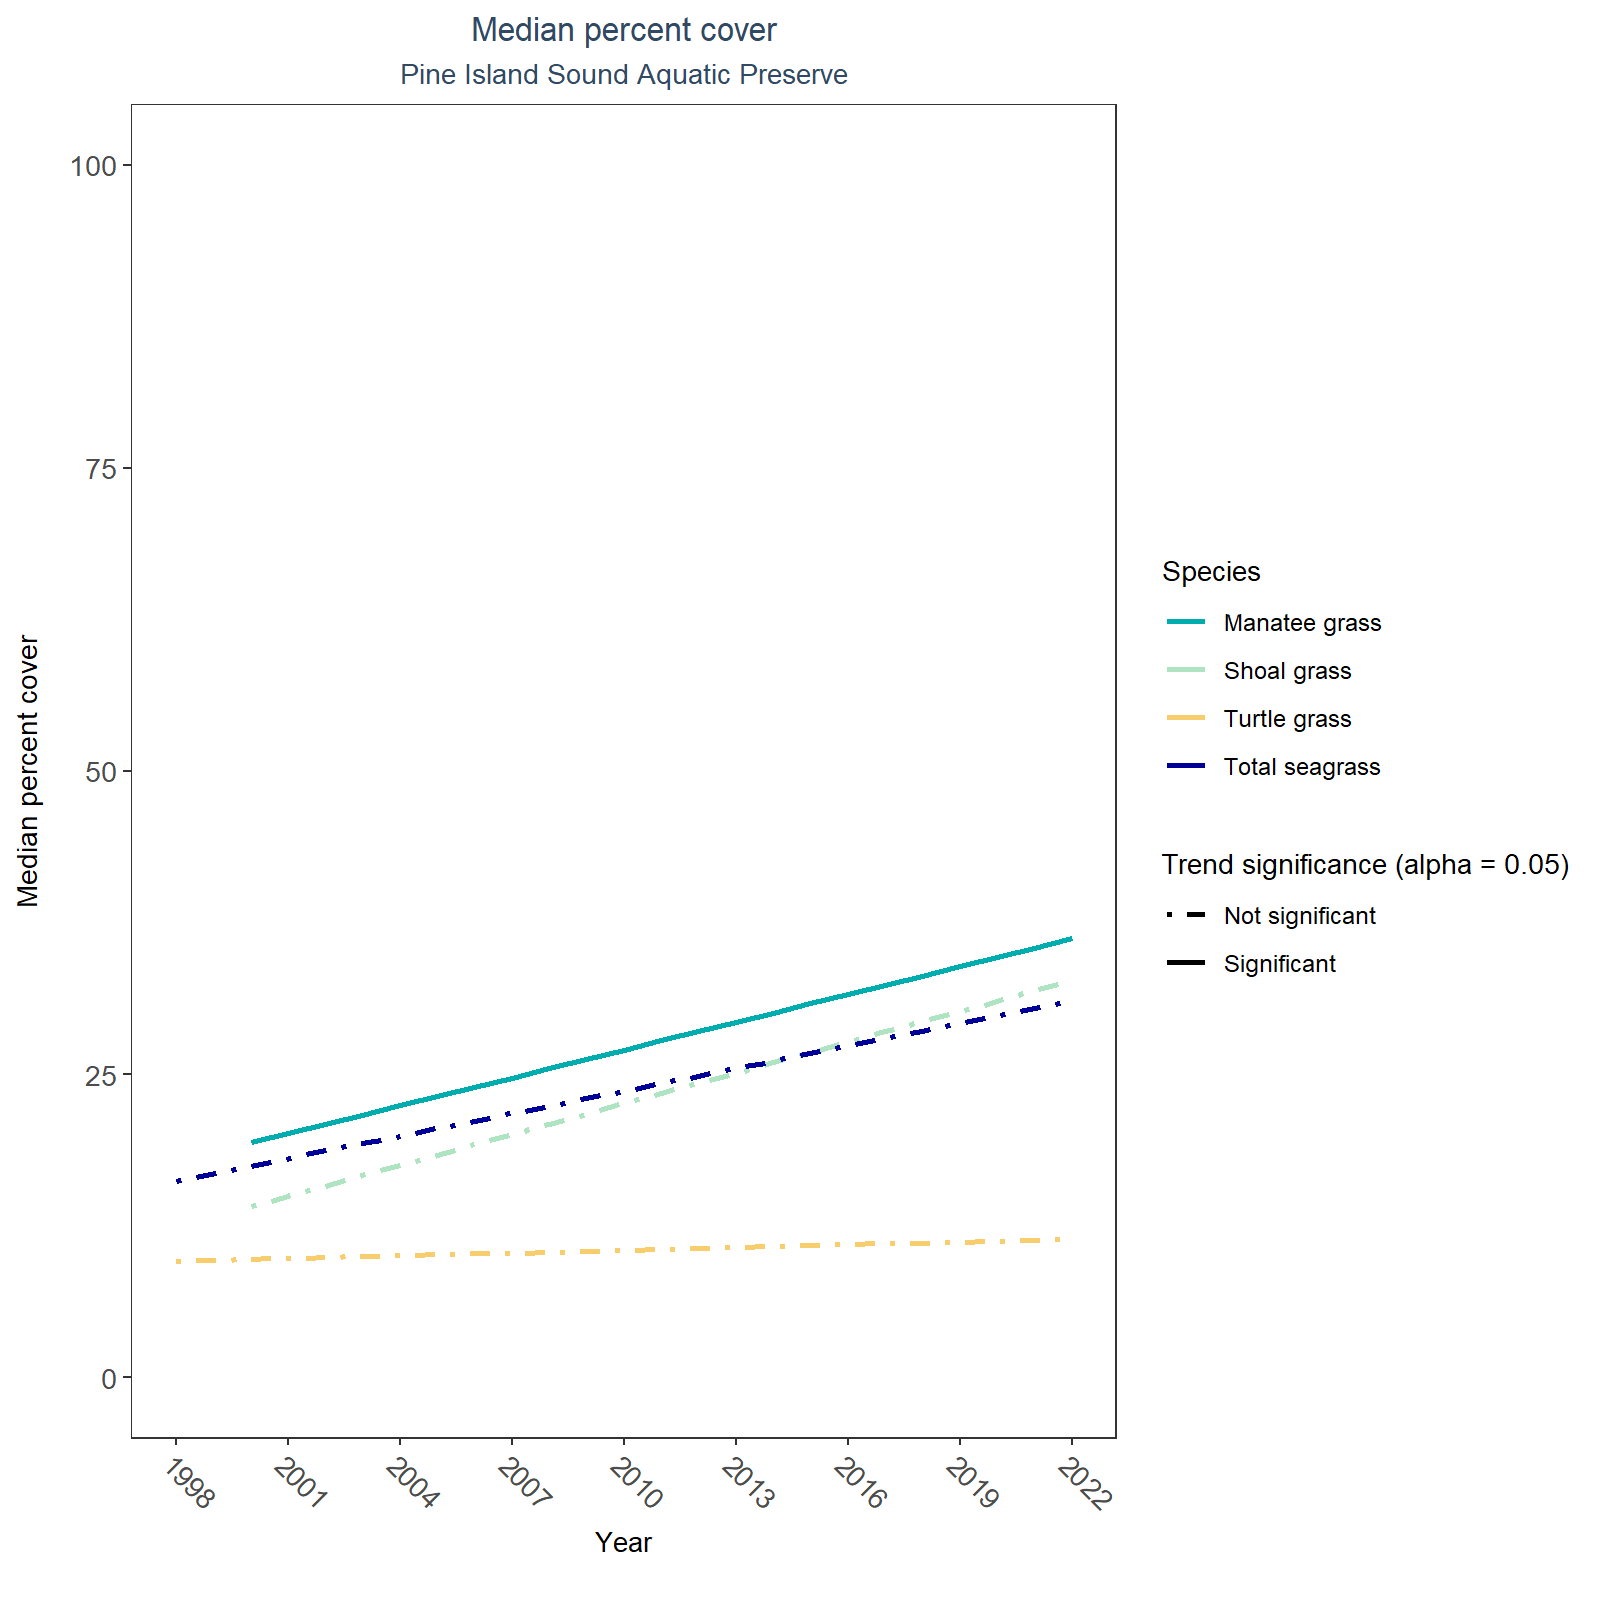 Median percent cover
Pine Island Sound Aquatic Preserve
Median percent cover
100
75
50
25
0
1998
2001
2004
2007
2010
2013
2016
2019
2022
Year
Species
Manatee grass
Shoal grass
Turtle grass
Total seagrass
Trend significance (alpha = 0.05)
Not significant
Significant